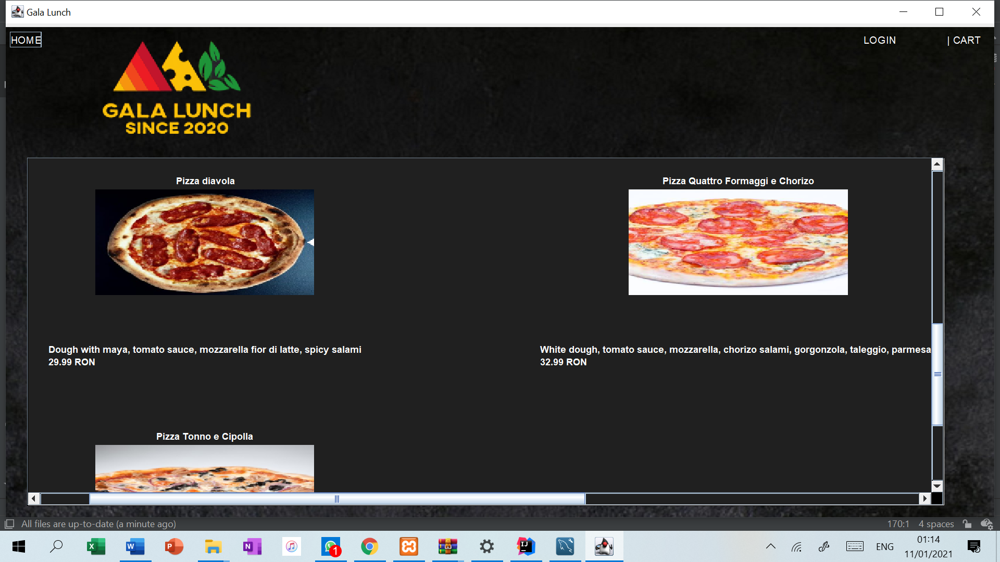 Gala Lunch
HOME
LOGIN
| CART
GALA LUNCH
SINCE 2020
Pizza diavola
Pizza Quattro Formaggi e Chorizo
Dough with maya, tomato sauce, mozzarella fior di latte, spicy salami
29.99 RON
White dough, tomato sauce, mozzarella, chorizo salami, gorgonzola, taleggio, parmesa
32.99 RON
Pizza Tonno e Cipolla
All files are up-to-date (a minute ago)
170:1 4 spaces
1
ENG
01:14
11/01/2021